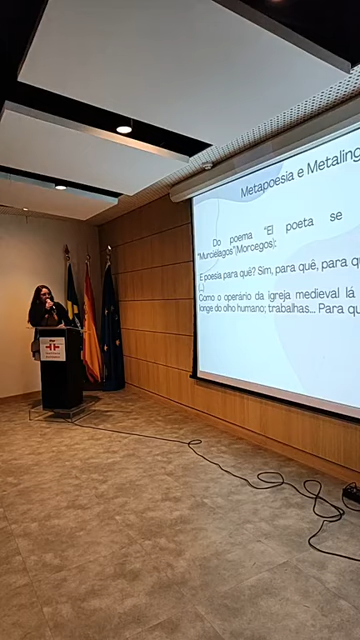 Metapoesia e Metaling
Do poema "El poeta se
"Murciélagos"(Morcegos):
E poesia para quê? Sim, para quê, para q
(...)
Como o operário da igreja medieval lá
longe do olho humano; trabalhas... Para qu